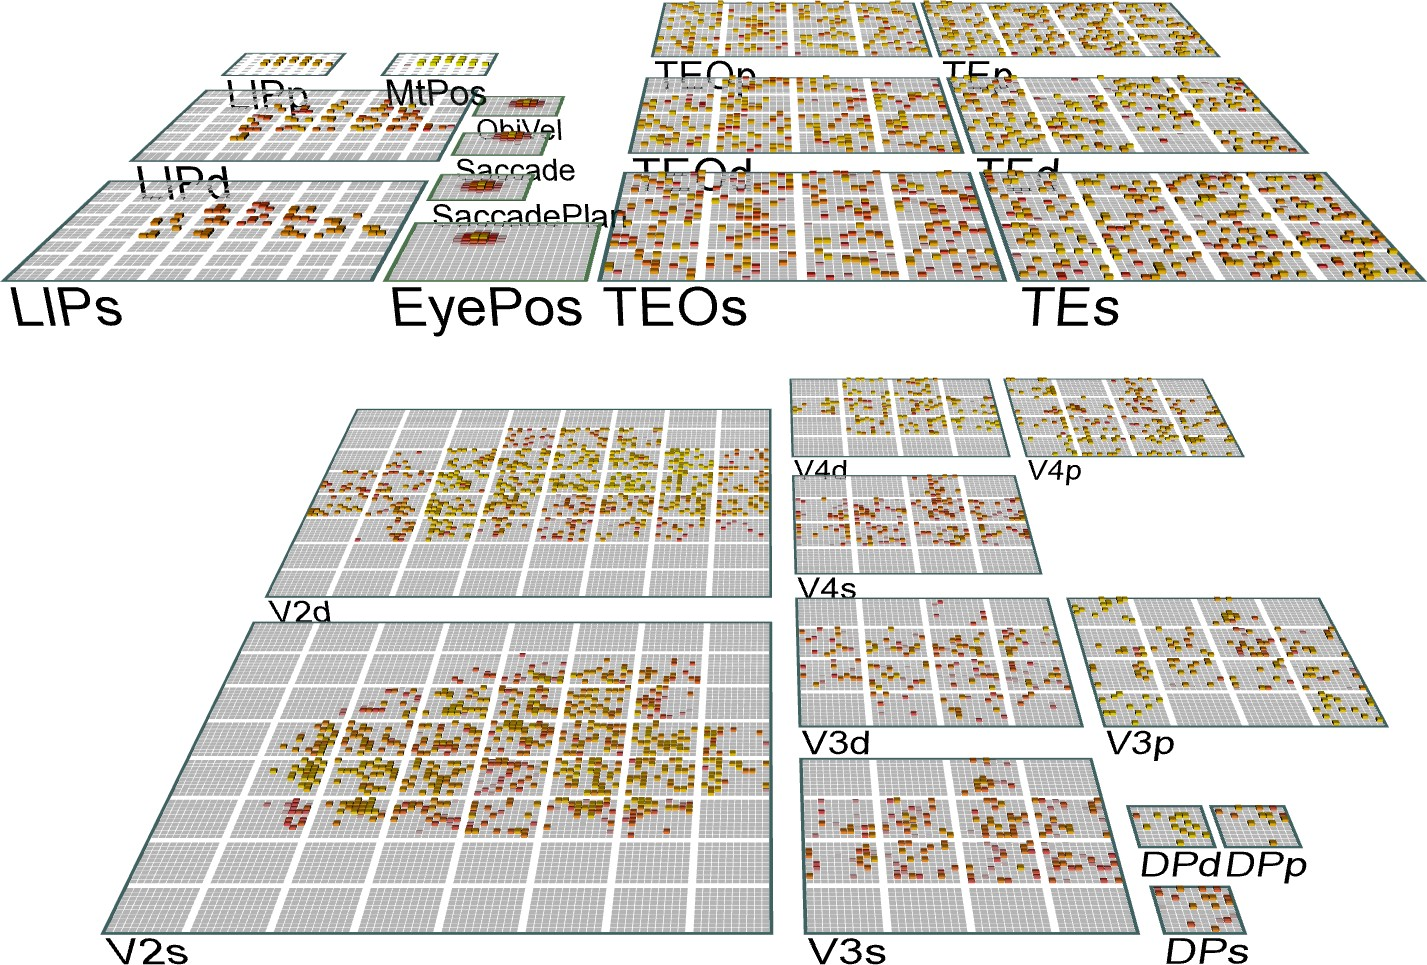 TEOp
TEp
LIPp
MtPos
ObjVel
LIPd
Saccade
TEOd
TEd
SaccadePlan
LIPs
EyePos
TEOs
TEs
V4d
V4p
V2d
V4s
V3d
V3p
DPd
DPp
V2s
V3s
DPs